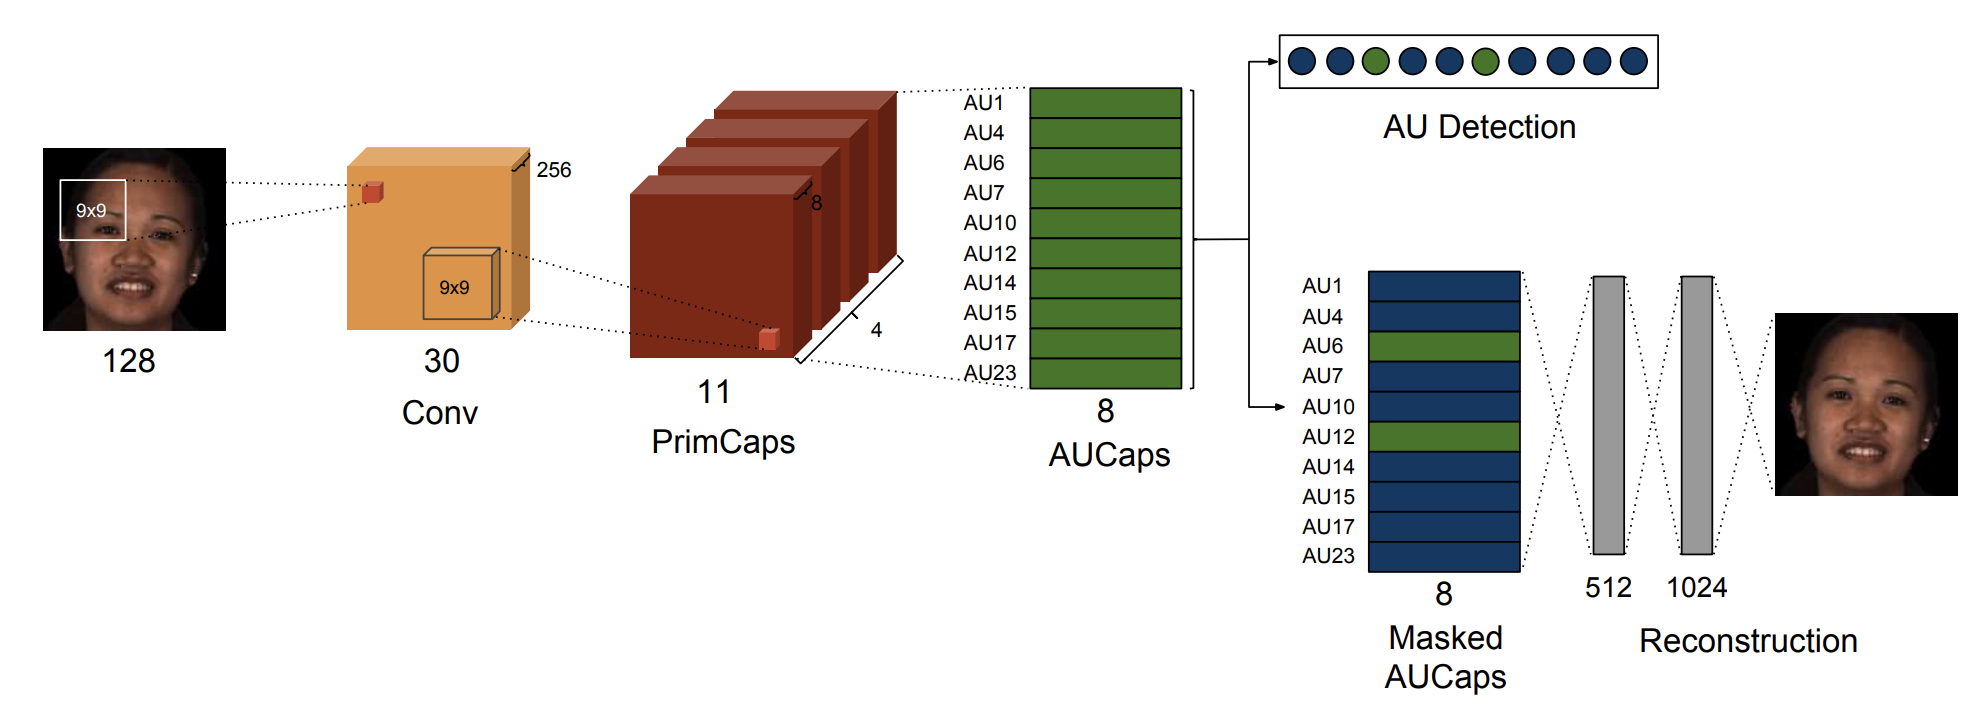 9x9
128
256
9x9
30
Conv
8
4
11
PrimCaps
AU1
AU4
AU6
AU7
AU10
AU12
AU14
AU15
AU17
AU23
8
AUCaps
AU Detection
AU1
AU4
AU6
AU7
AU10
AU12
AU14
AU15
AU17
AU23
8
Masked
AUCaps
512
1024
Reconstruction